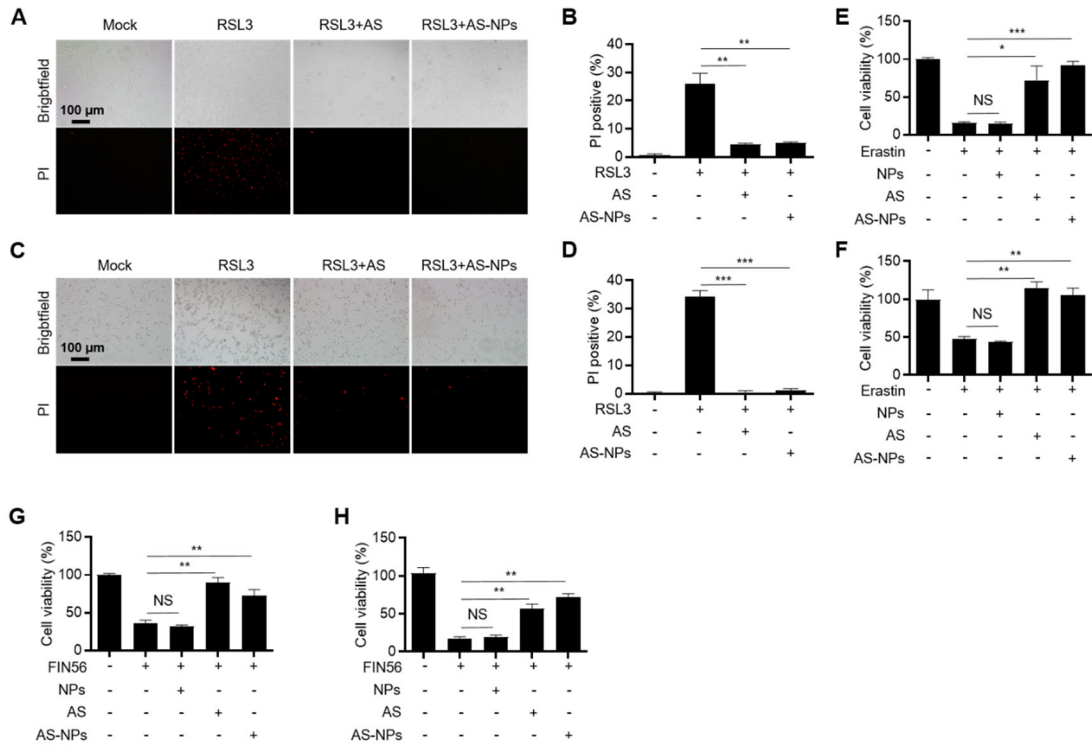 A
Mock RSL3 RSL3+AS RSL3+AS-NPs
Brightfield
100 μm
PI
B
PI positive (%)
40
30
20
10
0
**
**
RSL3 - + + +
AS - - + -
AS-NPs - - - +
E
Cell viability (%)
150
100
50
0
***
*
NS
Erastin - + + + +
NPs - - + - -
AS - - - + -
AS-NPs - - - - +
C
Mock RSL3 RSL3+AS RSL3+AS-NPs
Brightfield
100 μm
PI
D
PI positive (%)
40
30
20
10
0
***
***
RSL3 - + + +
AS - - + -
AS-NPs - - - +
F
Cell viability (%)
150
100
50
0
**
**
NS
Erastin - + + + +
NPs - - + - -
AS - - - + -
AS-NPs - - - - +
G
Cell viability (%)
150
100
50
0
**
**
NS
FIN56 - + + + +
NPs - - + - -
AS - - - + -
AS-NPs - - - - +
H
Cell viability (%)
150
100
50
0
**
**
NS
FIN56 - + + + +
NPs - - + - -
AS - - - + -
AS-NPs - - - - +